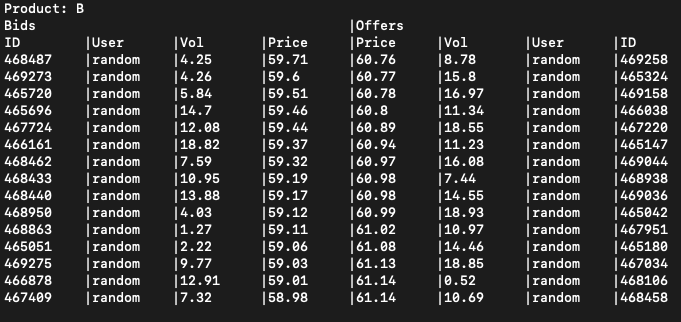 Product: B
Bids |Offers
ID |User |Vol |Price |Price |Vol |User |ID
468487 |random |4.25 |59.71 |60.76 |8.78 |random |469258
469273 |random |4.26 |59.6 |60.77 |15.8 |random |465324
465720 |random |5.84 |59.51 |60.78 |16.97 |random |469158
465696 |random |14.7 |59.46 |60.8 |11.34 |random |466038
467724 |random |12.08 |59.44 |60.89 |18.55 |random |467220
466161 |random |18.82 |59.37 |60.94 |11.23 |random |465147
468462 |random |7.59 |59.32 |60.97 |16.08 |random |469044
468433 |random |10.95 |59.19 |60.98 |7.44 |random |468938
468440 |random |13.88 |59.17 |60.98 |14.55 |random |469036
468950 |random |4.03 |59.12 |60.99 |18.93 |random |465042
468863 |random |1.27 |59.11 |61.02 |10.97 |random |467951
465051 |random |2.22 |59.06 |61.08 |14.46 |random |465180
469275 |random |9.77 |59.03 |61.13 |18.85 |random |467034
466878 |random |12.91 |59.01 |61.14 |0.52 |random |468106
467409 |random |7.32 |58.98 |61.14 |10.69 |random |468458